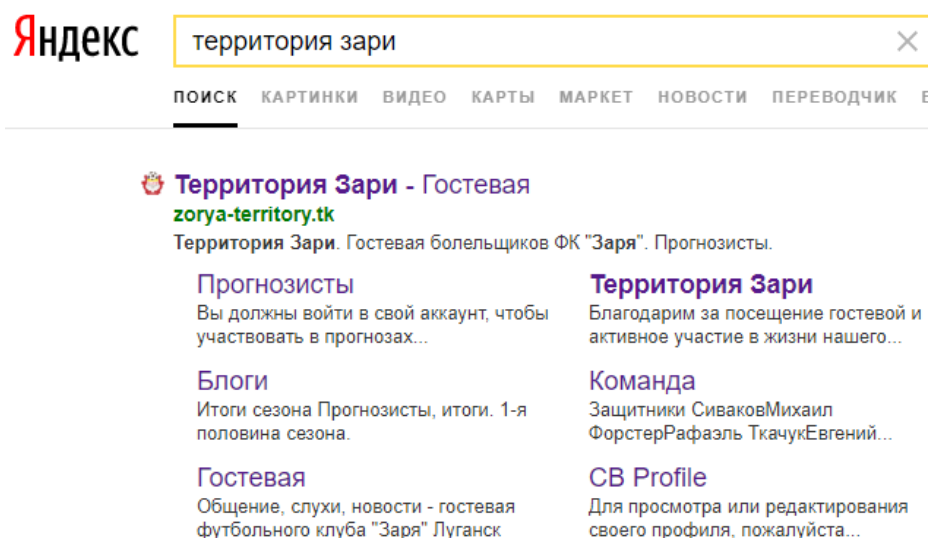 Яндекс
территория зари
ПОИСК КАРТИНКИ ВИДЕО КАРТЫ МАРКЕТ НОВОСТИ ПЕРЕВОДЧИК
Территория Зари - Гостевая
zorya-territory.tk
Территория Зари. Гостевая болельщиков ФК "Заря". Прогнозисты.
Прогнозисты
Вы должны войти в свой аккаунт, чтобы
участвовать в прогнозах...
Территория Зари
Благодарим за посещение гостевой и
активное участие в жизни нашего...
Блоги
Итоги сезона Прогнозисты, итоги. 1-я
половина сезона.
Команда
Защитники СиваковМихаил
ФорстерРафаэль ТкачукЕвгений...
Гостевая
Общение, слухи, новости - гостевая
футбольного клуба "Заря" Луганск
CB Profile
Для просмотра или редактирования
своего профиля, пожалуйста...